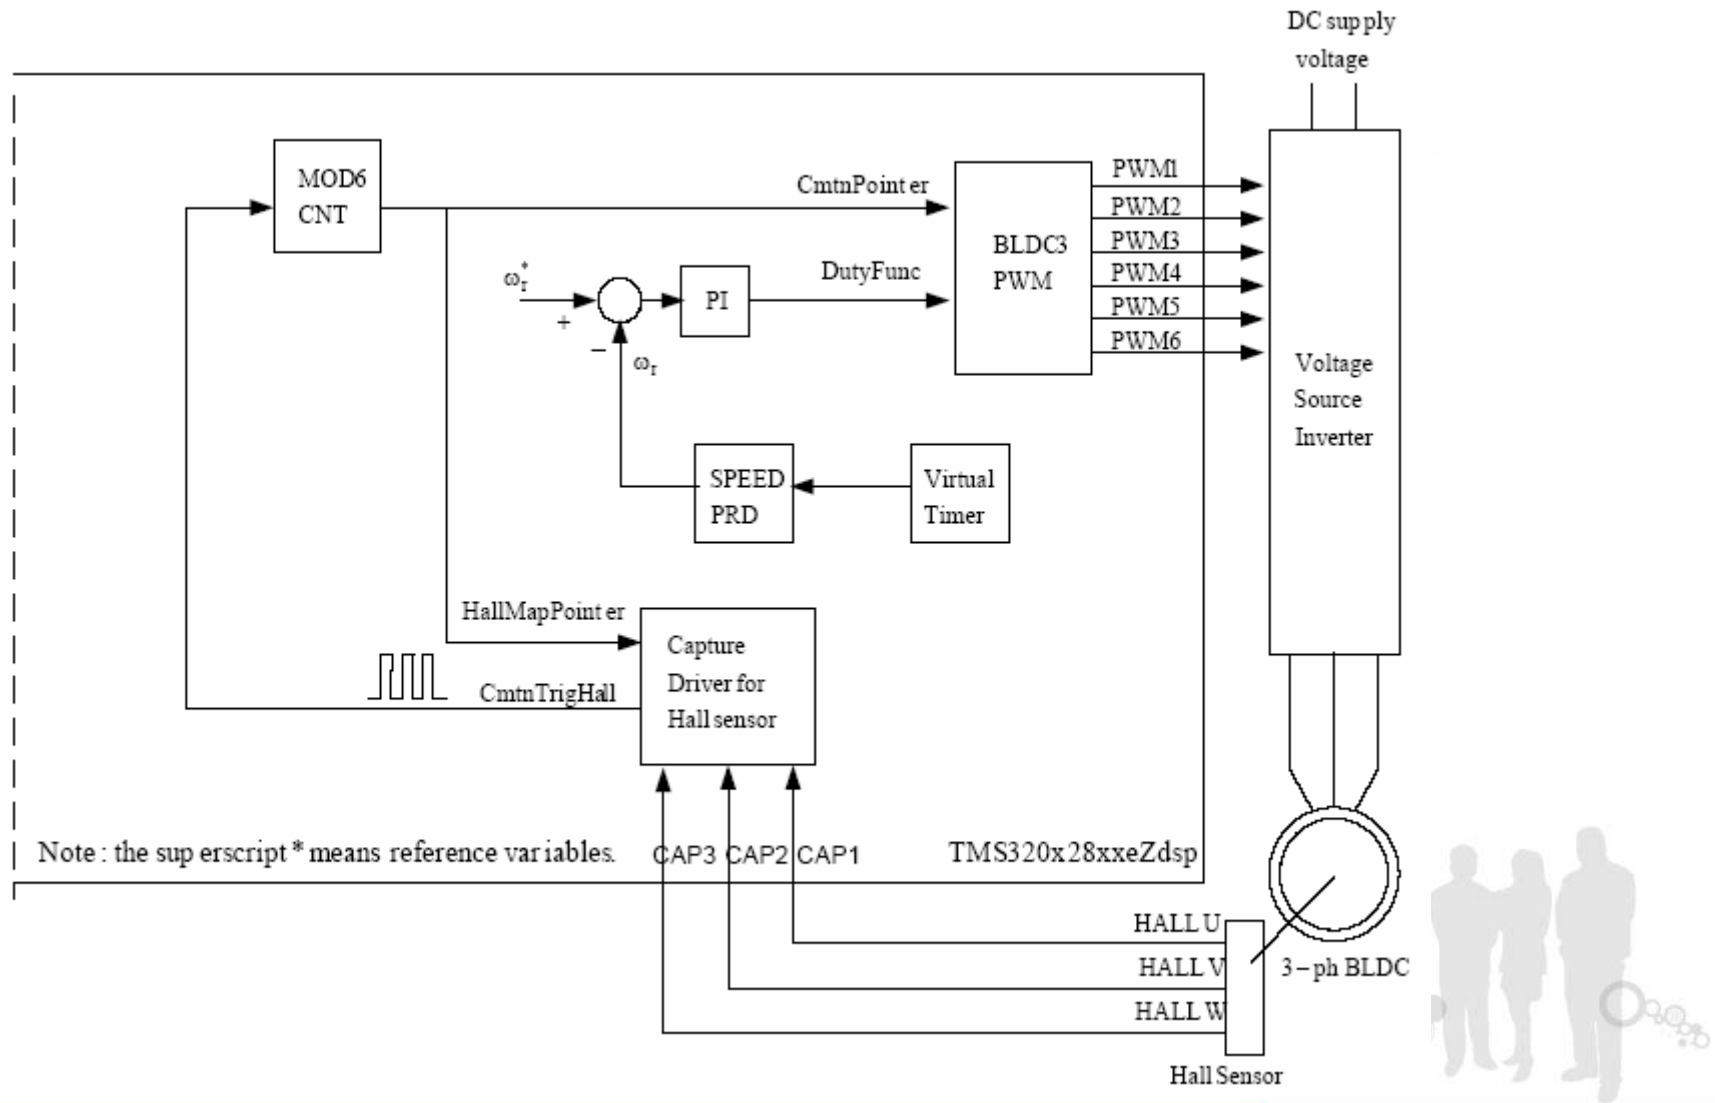 DC supply
voltage
MOD6
CNT
CmtnPointer
PWM1
PWM2
PWM3
PWM4
PWM5
PWM6
BLDC3
PWM
ωr*
+
−
ωr
PI
DutyFunc
Voltage
Source
Inverter
SPEED
PRD
Virtual
Timer
HallMapPointer
CmtnTrigHall
Capture
Driver for
Hall sensor
Note : the superscript * means reference variables.
CAP3 CAP2 CAP1
TMS320x28xxeZdsp
HALL U
HALL V
HALL W
3–ph BLDC
Hall Sensor